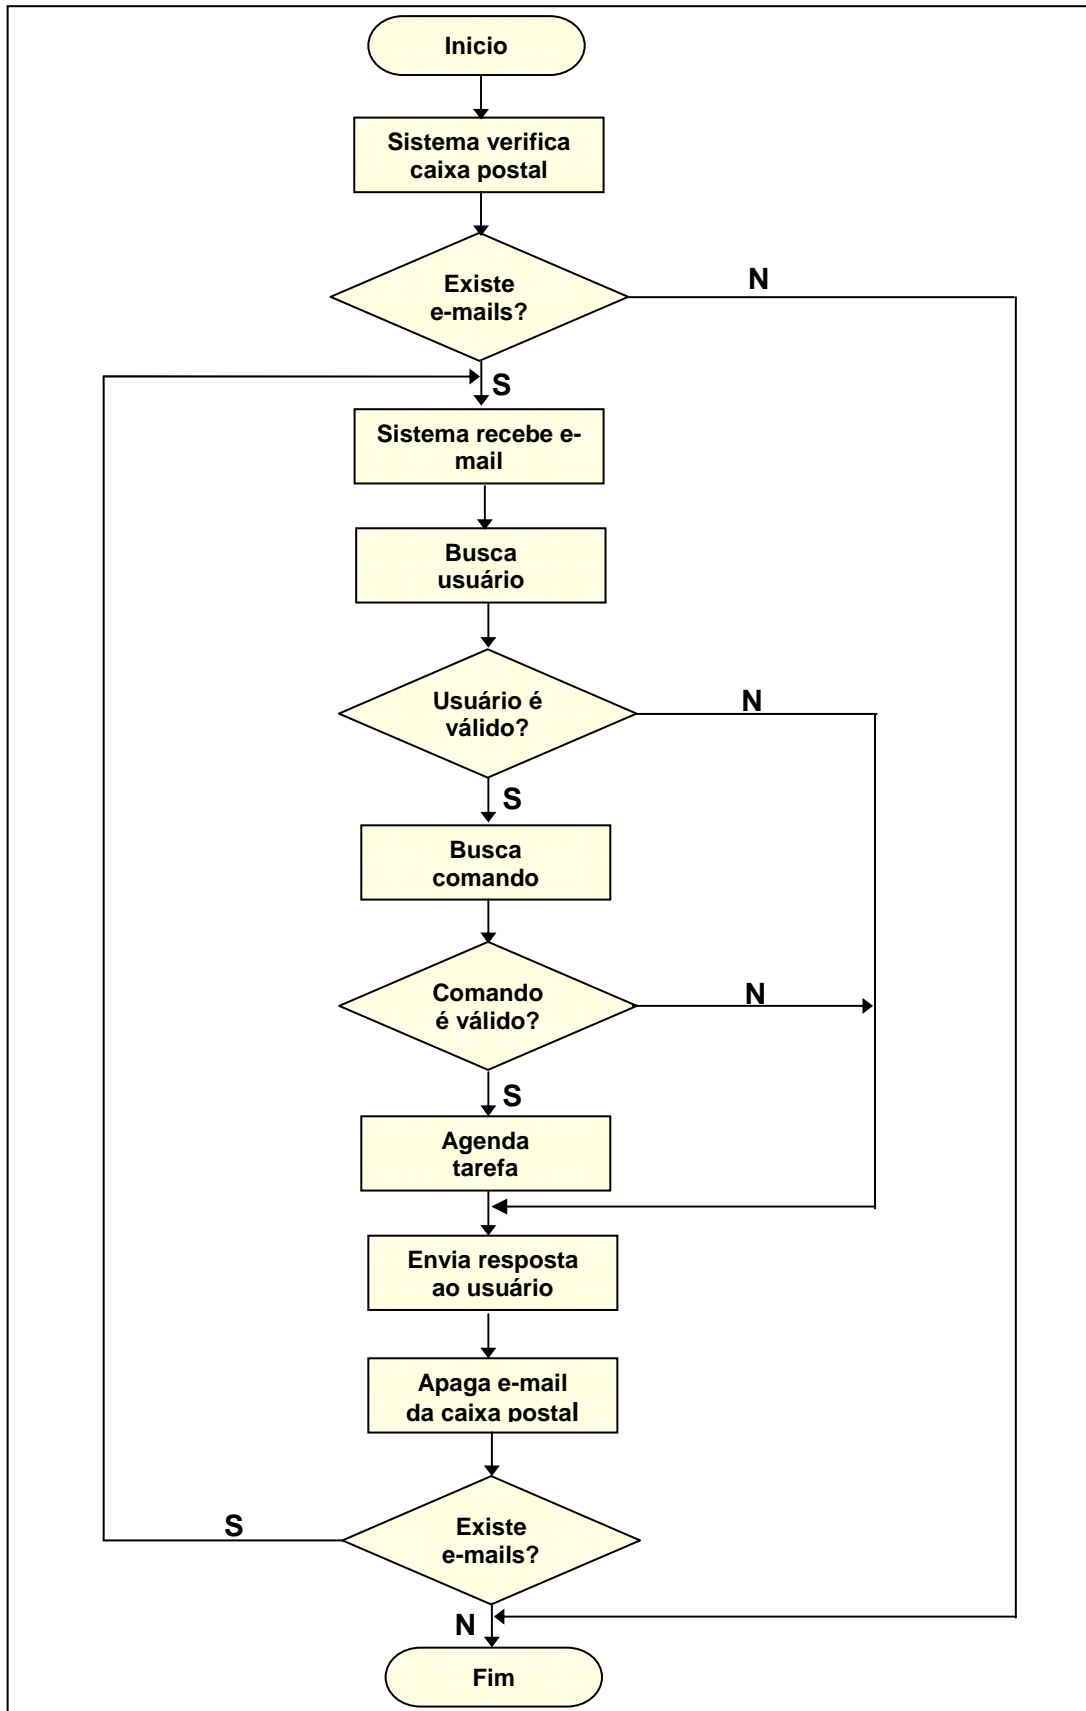 Inicio
Sistema verifica
caixa postal
Existe
e-mails?
N
S
Sistema recebe e-
mail
Busca
usuário
Usuário é
válido?
N
S
Busca
comando
Comando
é válido?
N
S
Agenda
tarefa
Envia resposta
ao usuário
Apaga e-mail
da caixa postal
S
Existe
e-mails?
N
Fim